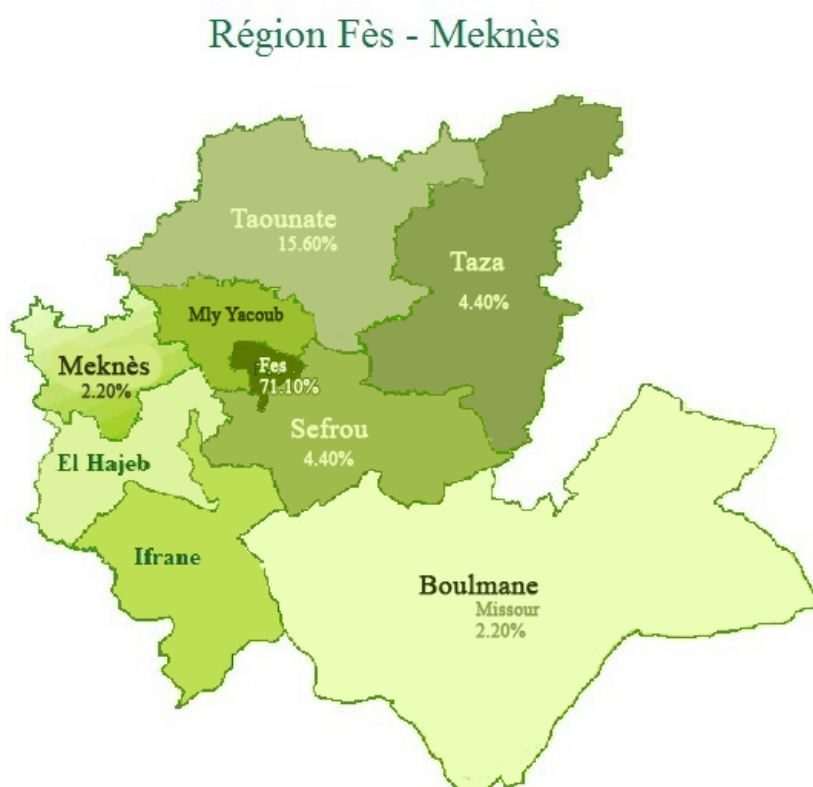 Région Fès - Meknès
Taounate
15.60%
Taza
4.40%
Mly Yacoub
Meknès
2.20%
Fes
71.10%
Sefrou
4.40%
El Hajeb
Ifrane
Boulmane
Missour
2.20%